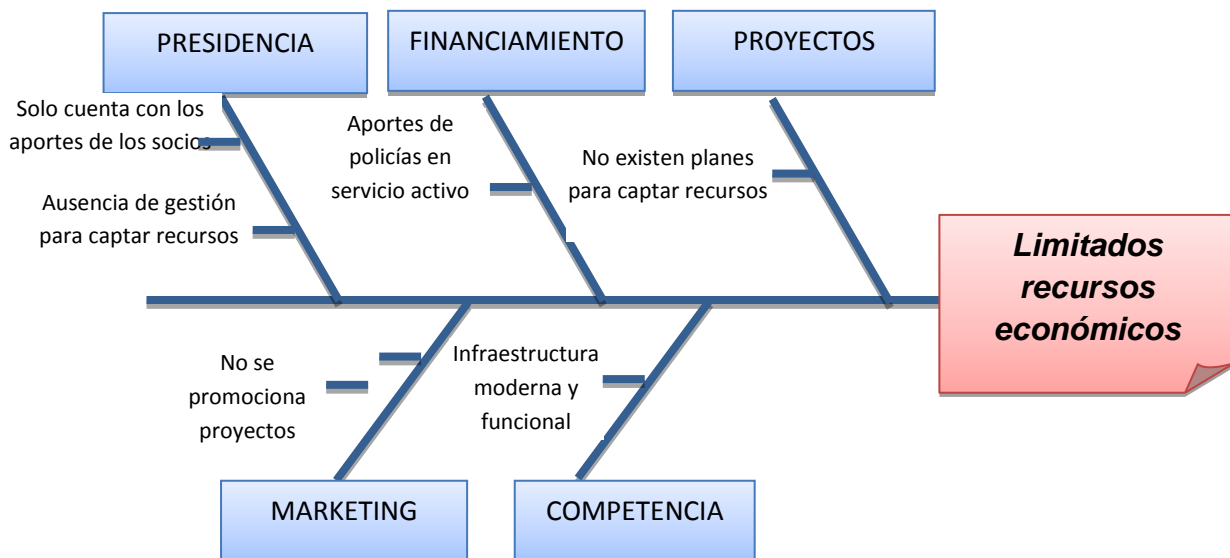 PRESIDENCIA
FINANCIAMIENTO
PROYECTOS
Solo cuenta con los
aportes de los socios
Ausencia de gestión
para captar recursos
Aportes de
policías en
servicio activo
No existen planes
para captar recursos
Limitados
recursos
económicos
No se
promociona
proyectos
Infraestructura
moderna y
funcional
MARKETING
COMPETENCIA